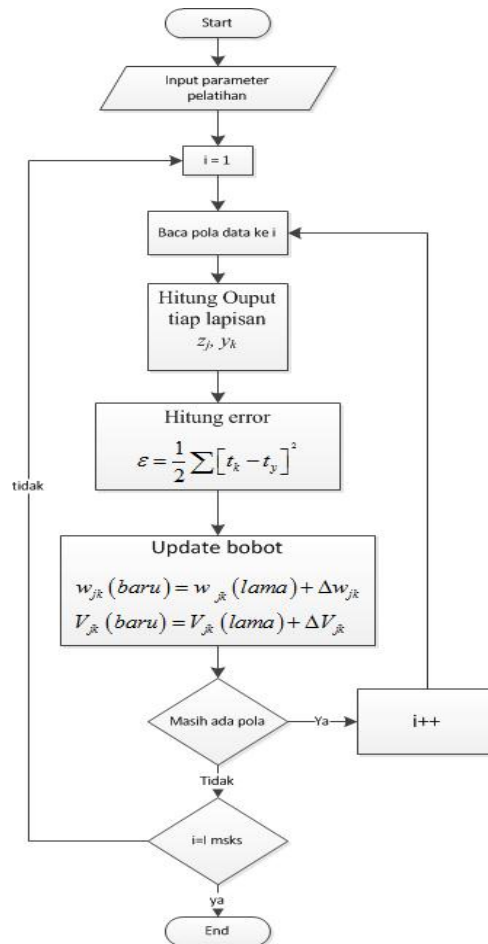 Start
Input parameter
pelatihan
i = 1
Baca pola data ke i
Hitung Ouput
tiap lapisan
z_j, y_k
Hitung error
ε = 1/2 ∑[t_k − t_y]²
tidak
Update bobot
w_jk (baru) = w_jk (lama) + Δw_jk
V_jk (baru) = V_jk (lama) + ΔV_jk
Masih ada pola
Ya
i++
Tidak
i=I msks
ya
End